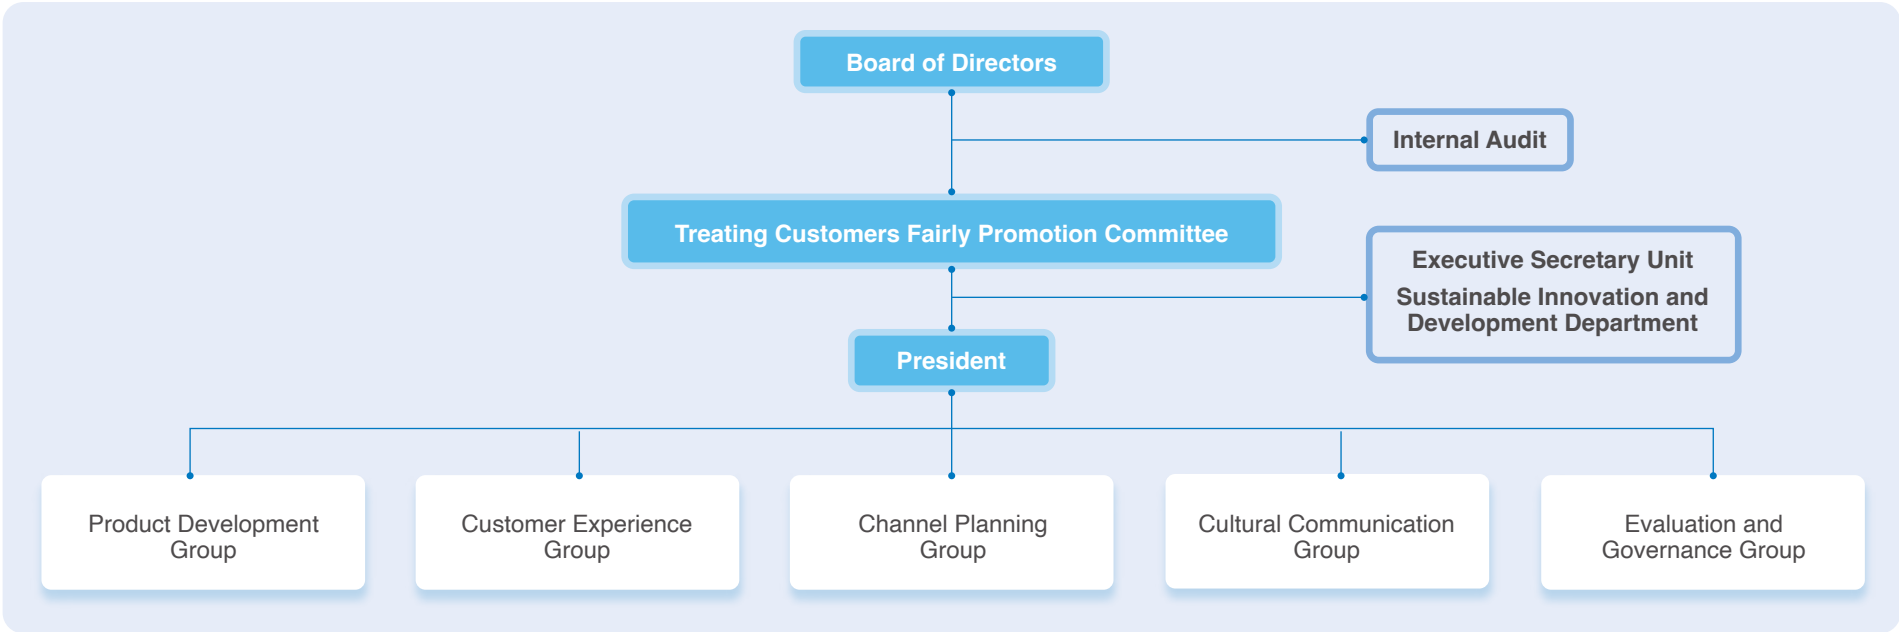 Board of Directors
Internal Audit
Treating Customers Fairly Promotion Committee
Executive Secretary Unit
Sustainable Innovation and
Development Department
President
Product Development
Group
Customer Experience
Group
Channel Planning
Group
Cultural Communication
Group
Evaluation and
Governance Group